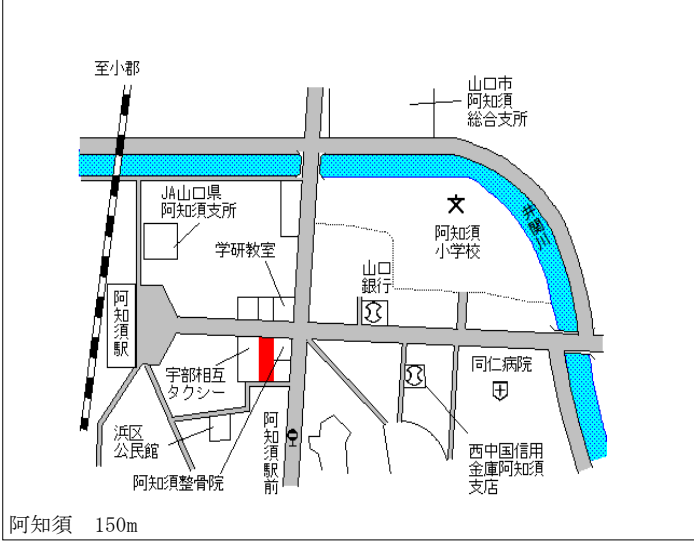 至小郡
山口市
阿知須
総合支所
JA山口県
阿知須支所
文
阿知須
小学校
井関川
学研教室
山口
銀行
阿知須駅
宇部相互
タクシー
同仁病院
浜区
公民館
阿知須駅前
阿知須整骨院
西中国信用
金庫阿知須
支店
阿知須　150m